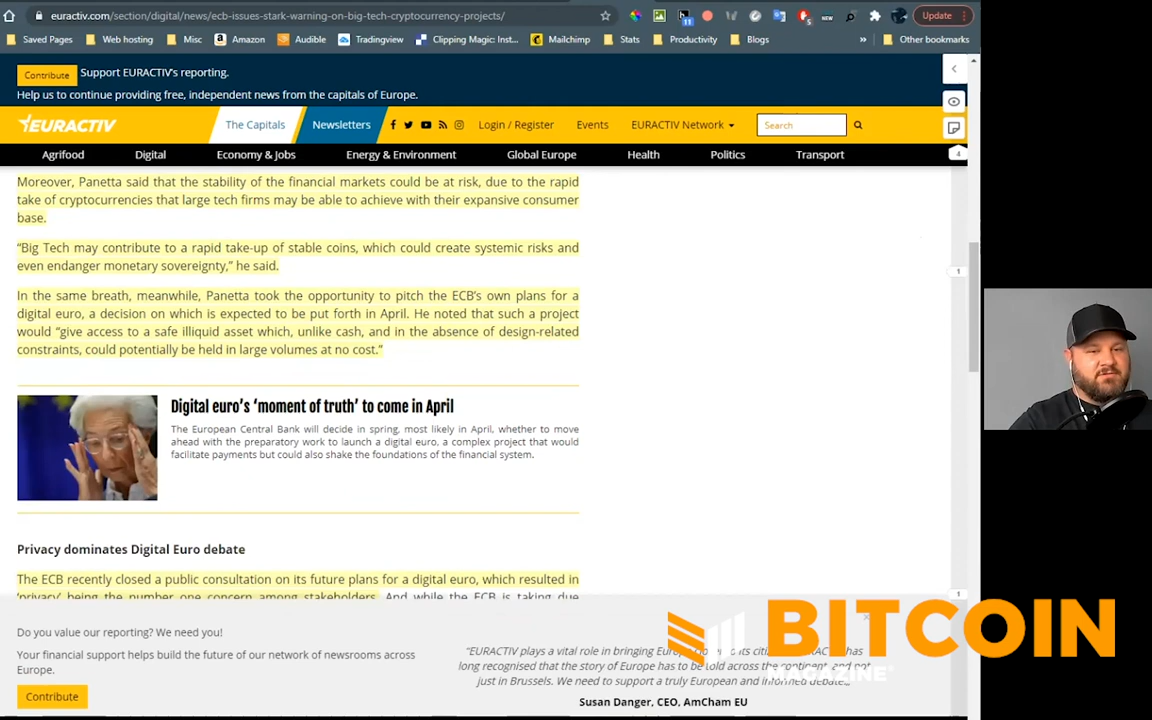 euractiv.com/section/digital/news/ecb-issues-stark-warning-on-big-tech-cryptocurrency-projects/
11
5
NEW
Update
Saved Pages Web hosting Misc Amazon Audible Tradingview Clipping Magic: Inst... Mailchimp Stats Productivity Blogs » Other bookmarks
Contribute Support EURACTIV's reporting.
Help us to continue providing free, independent news from the capitals of Europe.
EURACTIV The Capitals Newsletters Login / Register Events EURACTIV Network Search
4
Agrifood Digital Economy & Jobs Energy & Environment Global Europe Health Politics Transport
Moreover, Panetta said that the stability of the financial markets could be at risk, due to the rapid
take of cryptocurrencies that large tech firms may be able to achieve with their expansive consumer
base.
“Big Tech may contribute to a rapid take-up of stable coins, which could create systemic risks and
even endanger monetary sovereignty,” he said.
1
In the same breath, meanwhile, Panetta took the opportunity to pitch the ECB’s own plans for a
digital euro, a decision on which is expected to be put forth in April. He noted that such a project
would “give access to a safe illiquid asset which, unlike cash, and in the absence of design-related
constraints, could potentially be held in large volumes at no cost.”
Digital euro’s ‘moment of truth’ to come in April
The European Central Bank will decide in spring, most likely in April, whether to move
ahead with the preparatory work to launch a digital euro, a complex project that would
facilitate payments but could also shake the foundations of the financial system.
Privacy dominates Digital Euro debate
The ECB recently closed a public consultation on its future plans for a digital euro, which resulted in
‘privacy’ being the number one concern among stakeholders. And while the ECB is taking due
1
Do you value our reporting? We need you!
Your financial support helps build the future of our network of newsrooms across
Europe.
Contribute
“EURACTIV plays a vital role in bringing
long recognised that the story of Europe has to be told across the continent, and not
just in Brussels. We need to support a truly European and informed debate.
Susan Danger, CEO, AmCham EU
BITCOIN
MAGAZINE